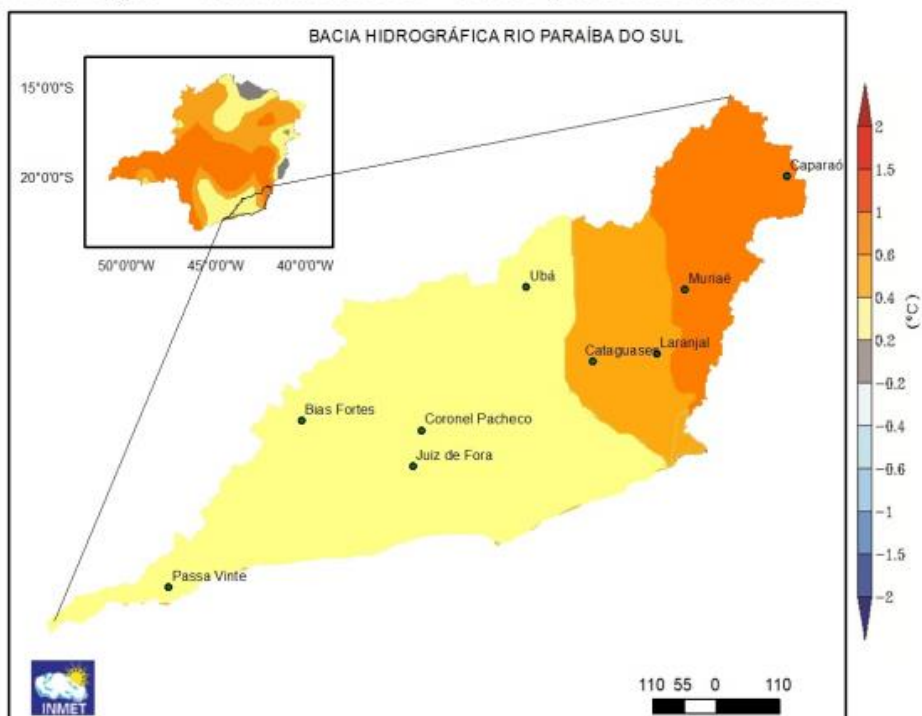 BACIA HIDROGRÁFICA RIO PARAÍBA DO SUL
15°0'0"S
20°0'0"S
50°0'0"W 45°0'0"W 40°0'0"W
Caparaó
Ubá
Muriaé
Cataguases
Laranjal
Bias Fortes
Coronel Pacheco
Juiz de Fora
Passa Vinte
2
1.5
1
0.6
0.4
0.2
-0.2
-0.4
-0.6
-1
-1.5
-2
(°C)
INMET
110 55 0 110